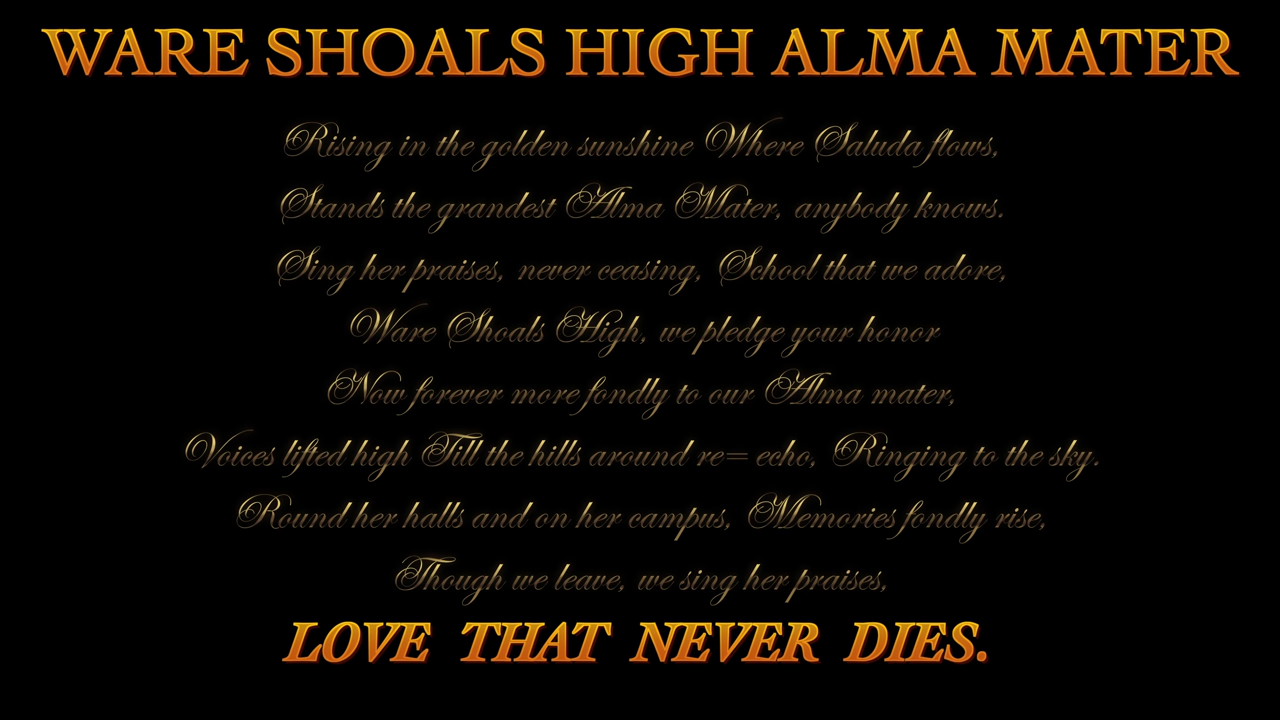 WARE SHOALS HIGH ALMA MATER
Rising in the golden sunshine Where Saluda flows,
Stands the grandest Alma Mater, anybody knows.
Sing her praises, never ceasing, School that we adore,
Ware Shoals High, we pledge your honor
Now forever more fondly to our Alma mater,
Voices lifted high Till the hills around re= echo, Ringing to the sky.
Round her halls and on her campus, Memories fondly rise,
Though we leave, we sing her praises,
LOVE THAT NEVER DIES.